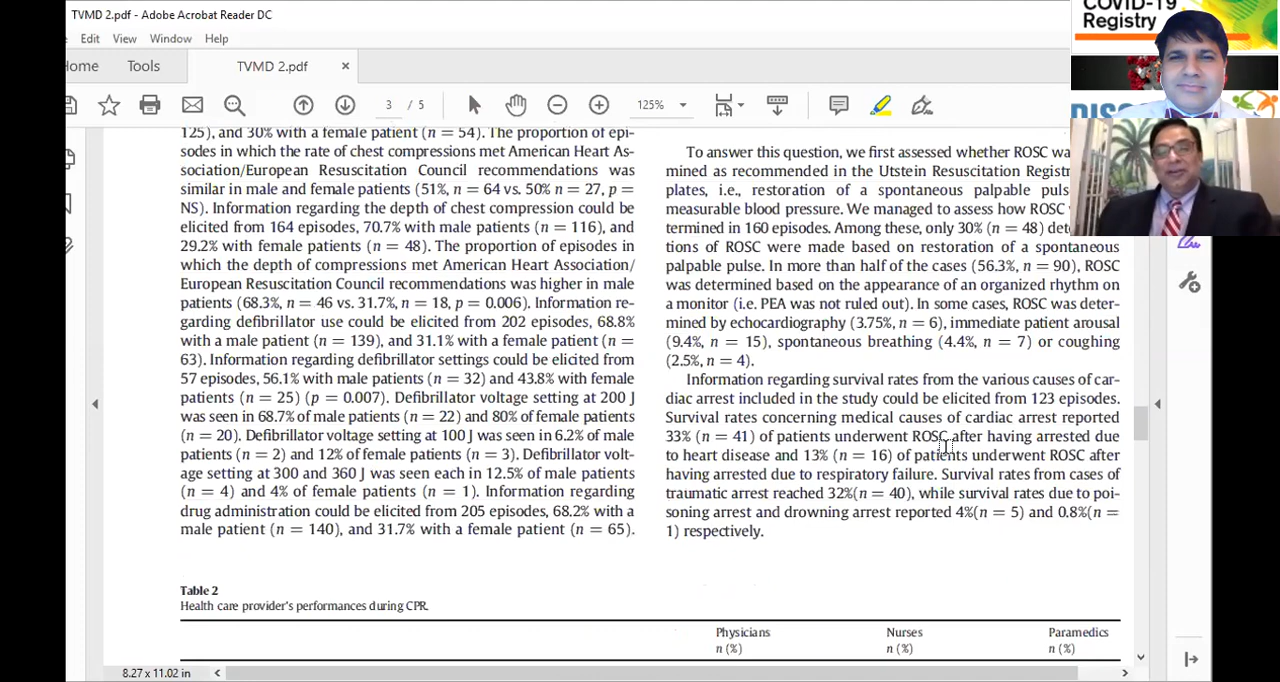 TVMD 2.pdf - Adobe Acrobat Reader DC
Edit View Window Help
Home Tools TVMD 2.pdf ×
3 / 5 125%
125), and 30% with a female patient (n = 54). The proportion of epi-
sodes in which the rate of chest compressions met American Heart As-
sociation/European Resuscitation Council recommendations was
similar in male and female patients (51%, n = 64 vs. 50% n = 27, p =
NS). Information regarding the depth of chest compression could be
elicited from 164 episodes, 70.7% with male patients (n = 116), and
29.2% with female patients (n = 48). The proportion of episodes in
which the depth of compressions met American Heart Association/
European Resuscitation Council recommendations was higher in male
patients (68.3%, n = 46 vs. 31.7%, n = 18, p = 0.006). Information re-
garding defibrillator use could be elicited from 202 episodes, 68.8%
with a male patient (n = 139), and 31.1% with a female patient (n =
63). Information regarding defibrillator settings could be elicited from
57 episodes, 56.1% with male patients (n = 32) and 43.8% with female
patients (n = 25) (p = 0.007). Defibrillator voltage setting at 200 J
was seen in 68.7% of male patients (n = 22) and 80% of female patients
(n = 20). Defibrillator voltage setting at 100 J was seen in 6.2% of male
patients (n = 2) and 12% of female patients (n = 3). Defibrillator volt-
age setting at 300 and 360 J was seen each in 12.5% of male patients
(n = 4) and 4% of female patients (n = 1). Information regarding
drug administration could be elicited from 205 episodes, 68.2% with a
male patient (n = 140), and 31.7% with a female patient (n = 65).
To answer this question, we first assessed whether ROSC wa
mined as recommended in the Utstein Resuscitation Regist
plates, i.e., restoration of a spontaneous palpable puls
measurable blood pressure. We managed to assess how ROSC
termined in 160 episodes. Among these, only 30% (n = 48) dete
tions of ROSC were made based on restoration of a spontaneous
palpable pulse. In more than half of the cases (56.3%, n = 90), ROSC
was determined based on the appearance of an organized rhythm on
a monitor (i.e. PEA was not ruled out). In some cases, ROSC was deter-
mined by echocardiography (3.75%, n = 6), immediate patient arousal
(9.4%, n = 15), spontaneous breathing (4.4%, n = 7) or coughing
(2.5%, n = 4).
Information regarding survival rates from the various causes of car-
diac arrest included in the study could be elicited from 123 episodes.
Survival rates concerning medical causes of cardiac arrest reported
33% (n = 41) of patients underwent ROSC after having arrested due
to heart disease and 13% (n = 16) of patients underwent ROSC after
having arrested due to respiratory failure. Survival rates from cases of
traumatic arrest reached 32%(n = 40), while survival rates due to poi-
soning arrest and drowning arrest reported 4%(n = 5) and 0.8%(n =
1) respectively.
Table 2
Health care provider's performances during CPR.
Physicians Nurses Paramedics
n (%) n (%) n (%)
8.27 x 11.02 in
COVID-19
Registry